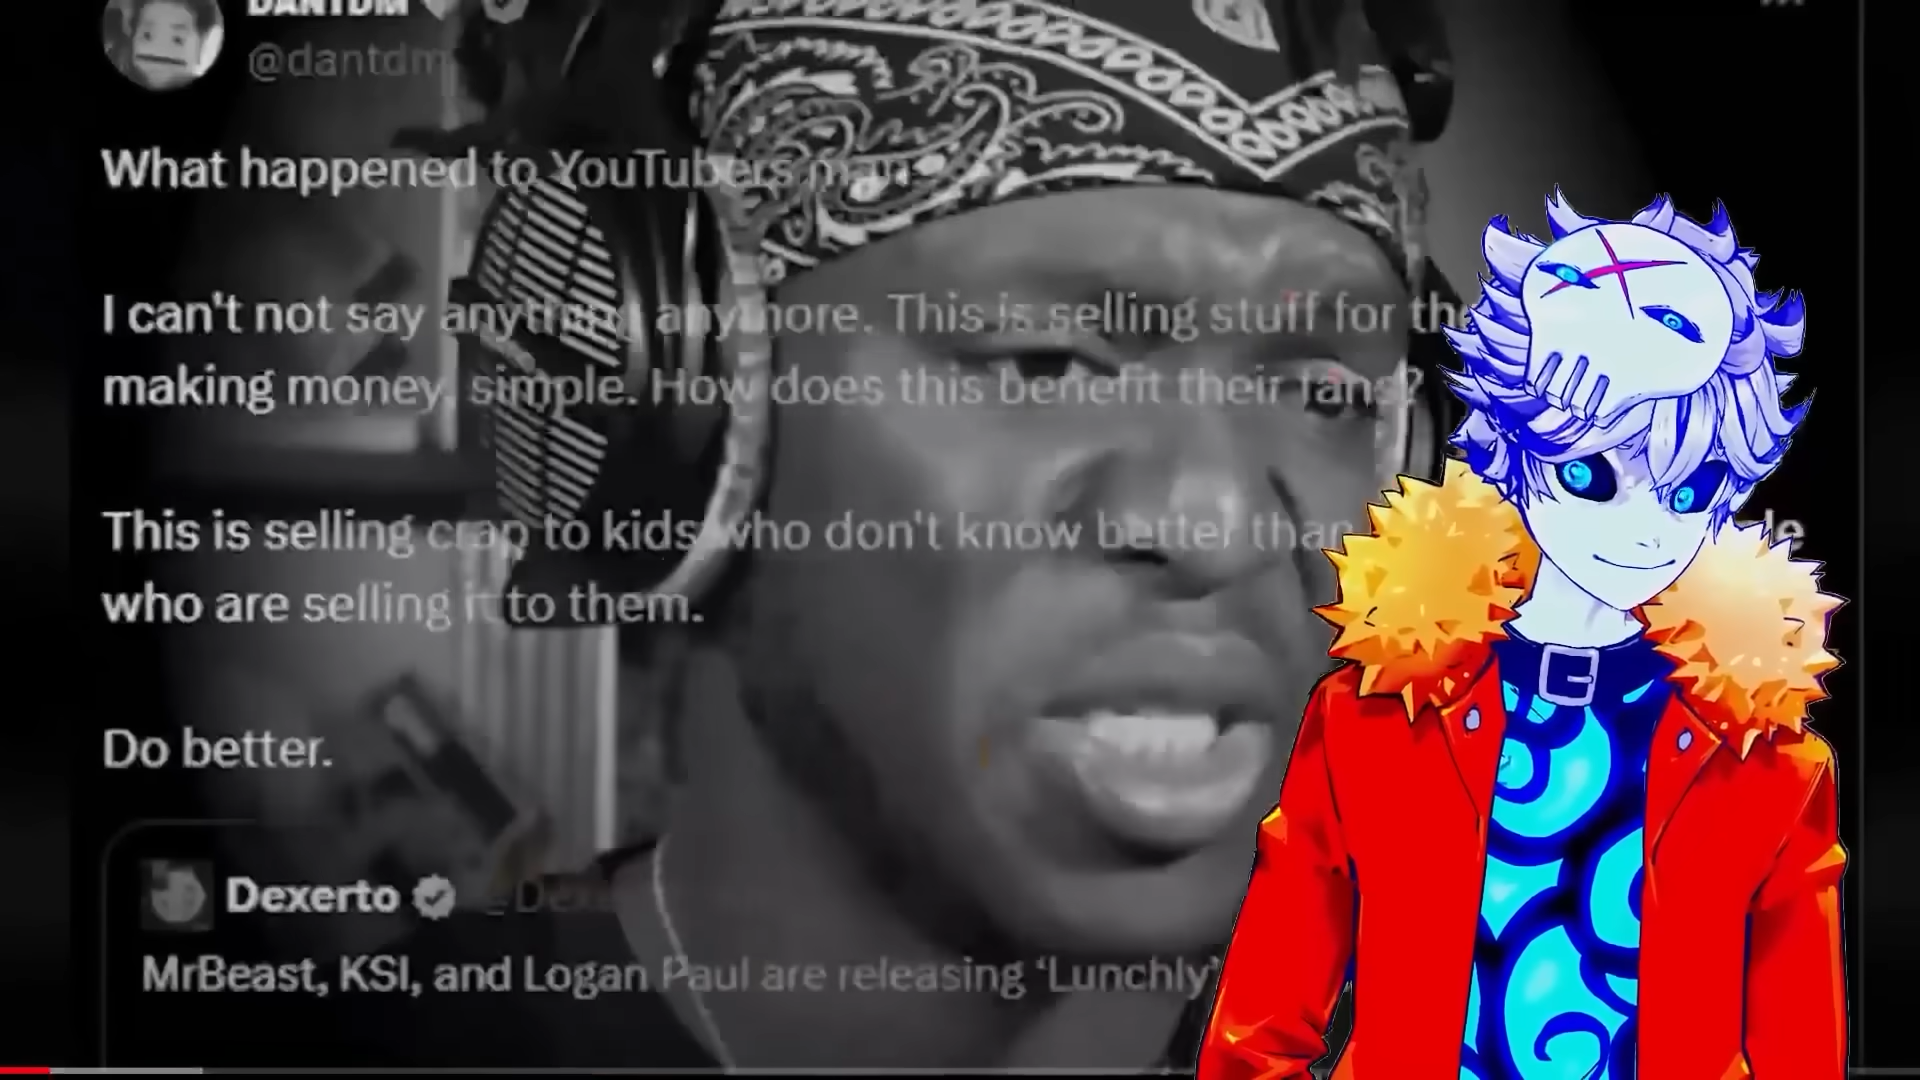 DANTDM
@dantdm
What happened to YouTubers man
I can't not say anything anymore. This is selling stuff for
making money, simple. How does this benefit their fans?
This is selling crap to kids who don't know better than
who are selling it to them.
Do better.
Dexerto @Dexe
MrBeast, KSI, and Logan Paul are releasing ‘Lunchly’